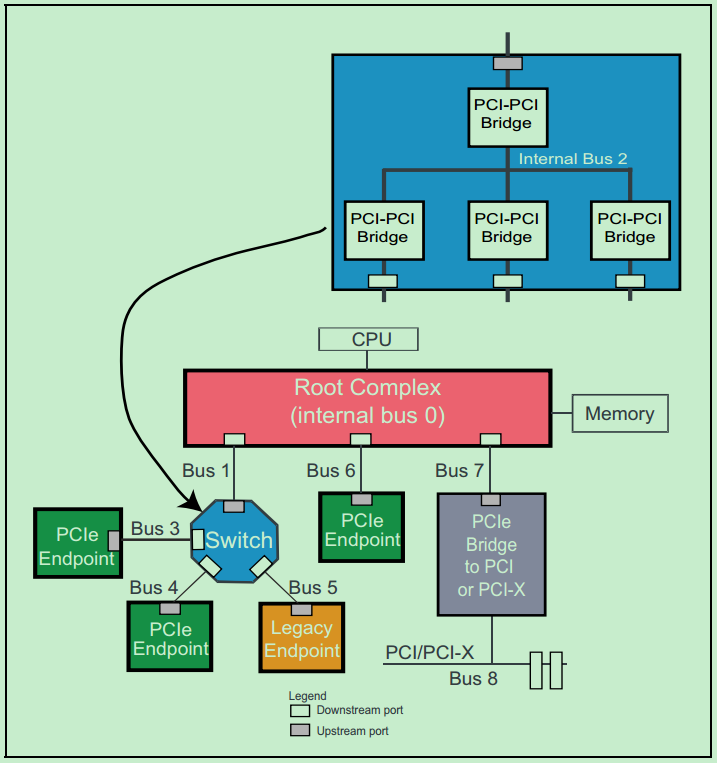 PCI-PCI
Bridge
Internal Bus 2
PCI-PCI
Bridge
PCI-PCI
Bridge
PCI-PCI
Bridge
CPU
Root Complex
(internal bus 0)
Memory
Bus 1
Bus 6
Bus 7
PCIe
Endpoint
Bus 3
Switch
PCIe
Endpoint
PCIe
Bridge
to PCI
or PCI-X
Bus 4
Bus 5
PCIe
Endpoint
Legacy
Endpoint
PCI/PCI-X
Bus 8
Legend
Downstream port
Upstream port